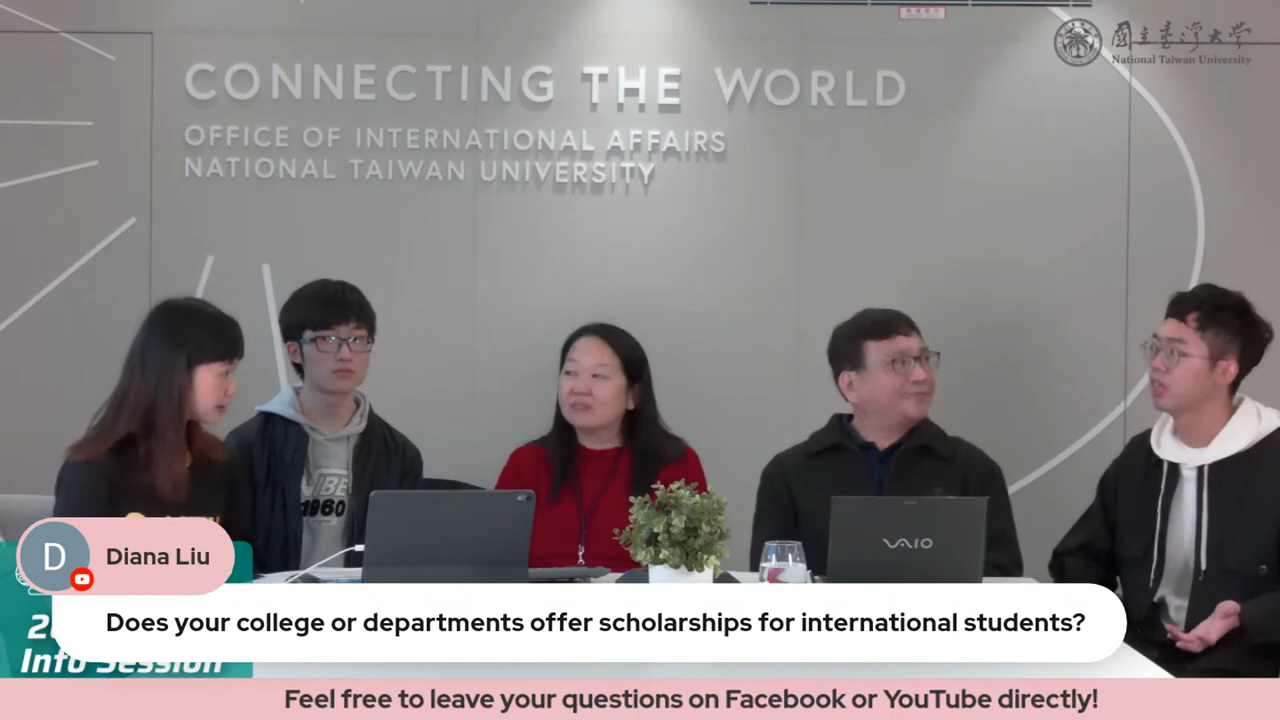 國立臺灣大學
National Taiwan University
CONNECTING THE WORLD
OFFICE OF INTERNATIONAL AFFAIRS
NATIONAL TAIWAN UNIVERSITY
1960
VAIO
D
Diana Liu
Does your college or departments offer scholarships for international students?
Info Session
Feel free to leave your questions on Facebook or YouTube directly!